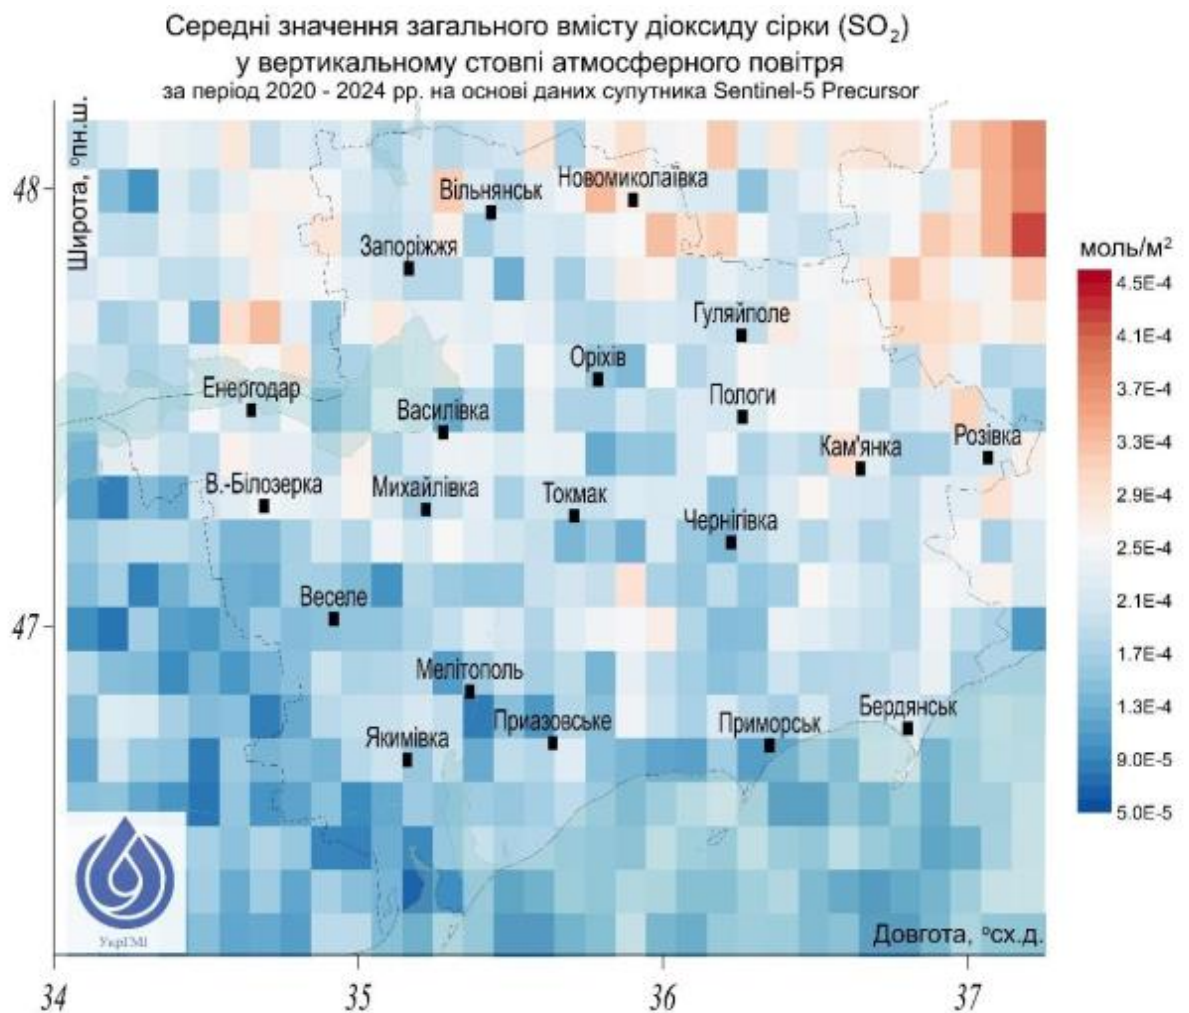 Середні значення загального вмісту діоксиду сірки (SO₂)
у вертикальному стовпі атмосферного повітря
за період 2020 - 2024 рр. на основі даних супутника Sentinel-5 Precursor
Широта, ºпн.ш.
48
Вільнянськ
Новомиколаївка
Запоріжжя
моль/м²
4.5E-4
Гуляйполе
4.1E-4
Оріхів
3.7E-4
Енергодар
Пологи
Василівка
3.3E-4
Кам'янка
Розівка
2.9E-4
В.-Білозерка
Михайлівка
Токмак
Чернігівка
2.5E-4
Веселе
2.1E-4
47
1.7E-4
Мелітополь
Приазовське
Приморськ
Бердянськ
1.3E-4
Якимівка
9.0E-5
5.0E-5
УкрГМІ
Довгота, ºсх.д.
34
35
36
37